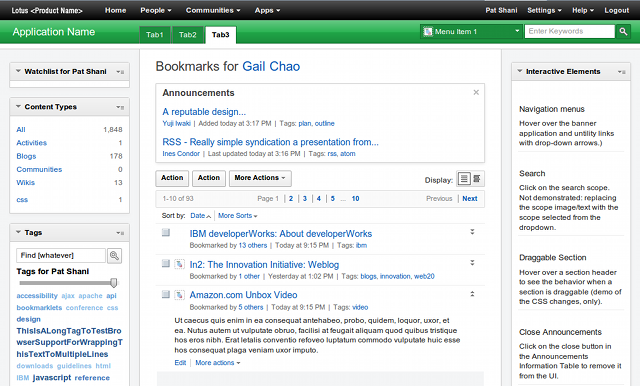 Lotus <Product Name> Home People Communities Apps Pat Shani Settings Help Logout
Application Name Tab1 Tab2 Tab3 Menu Item 1 Enter Keywords
Watchlist for Pat Shani
Content Types
All 1,848
Activities 1
Blogs 178
Communities 0
Wikis 13
css 1
Tags
Find [whatever]
Tags for Pat Shani
accessibility ajax apache api
bookmarklets conference css
design
ThisIsALongTagToTestBro
wserSupportForWrappingT
hisTextToMultipleLines
downloads guidelines html
IBM javascript reference
Bookmarks for Gail Chao
Announcements
A reputable design...
Yuji Iwaki | Added today at 3:17 PM | Tags: plan, outline
RSS - Really simple syndication a presentation from...
Ines Condor | Last updated today at 3:16 PM | Tags: rss, atom
Action Action More Actions Display:
1-10 of 93 Page 1 | 2 | 3 | 4 | 5 ... 10 Previous | Next
Sort by: Date | More Sorts
IBM developerWorks: About developerWorks
Bookmarked by 13 others | Today at 9:15 PM | Tags: ibm
In2: The Innovation Initiative: Weblog
Bookmarked by 1 other | Yesterday at 1:02 PM | Tags: blogs, innovation, web20
Amazon.com Unbox Video
Bookmarked by 5 others | Today at 9:15 PM | Tags: video
Ut caecus quis enim in ea consequat antehabeo, probo, quidem, loquor, uxor, et
ea. Nutus autem ut vulputate obruo, facilisi at feugait aliquam quod quibus tristique
hos eros nibh. Erat letalis conventio refoveo luptatum commodo vulputate huic esse
hos consequat plaga veniam uxor imputo.
Edit | More actions
Interactive Elements
Navigation menus
Hover over the banner
application and utility links
with drop-down arrows.)
Search
Click on the search scope.
Not demonstrated: replacing
the scope image/text with the
scope selected from the
dropdown.
Draggable Section
Hover over a section header
to see the behavior when a
section is draggable (demo of
the CSS changes, only).
Close Announcements
Click on the close button in
the Announcements
Information Table to remove it
from the UI.